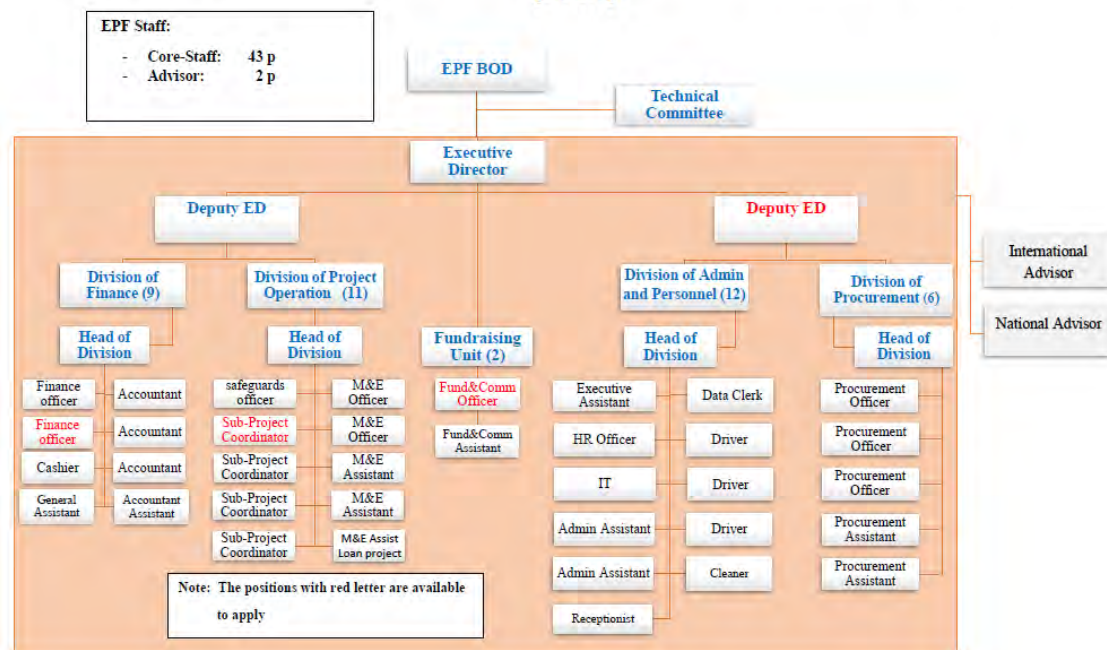 EPF Staff:
- Core-Staff: 43 p
- Advisor: 2 p
EPF BOD
Technical
Committee
Executive
Director
Deputy ED
Deputy ED
International
Advisor
National Advisor
Division of
Finance (9)
Division of Project
Operation (11)
Division of Admin
and Personnel (12)
Division of
Procurement (6)
Head of
Division
Head of
Division
Fundraising
Unit (2)
Head of
Division
Head of
Division
Finance
officer
Accountant
Finance
officer
Accountant
Cashier
Accountant
General
Assistant
Accountant
Assistant
safeguards
officer
M&E
Officer
Sub-Project
Coordinator
M&E
Officer
Sub-Project
Coordinator
M&E
Assistant
Sub-Project
Coordinator
M&E
Assistant
Sub-Project
Coordinator
M&E Assist
Loan project
Fund&Comm
Officer
Fund&Comm
Assistant
Executive
Assistant
Data Clerk
HR Officer
Driver
IT
Driver
Admin Assistant
Driver
Admin Assistant
Cleaner
Receptionist
Procurement
Officer
Procurement
Officer
Procurement
Officer
Procurement
Assistant
Procurement
Assistant
Note: The positions with red letter are available
to apply